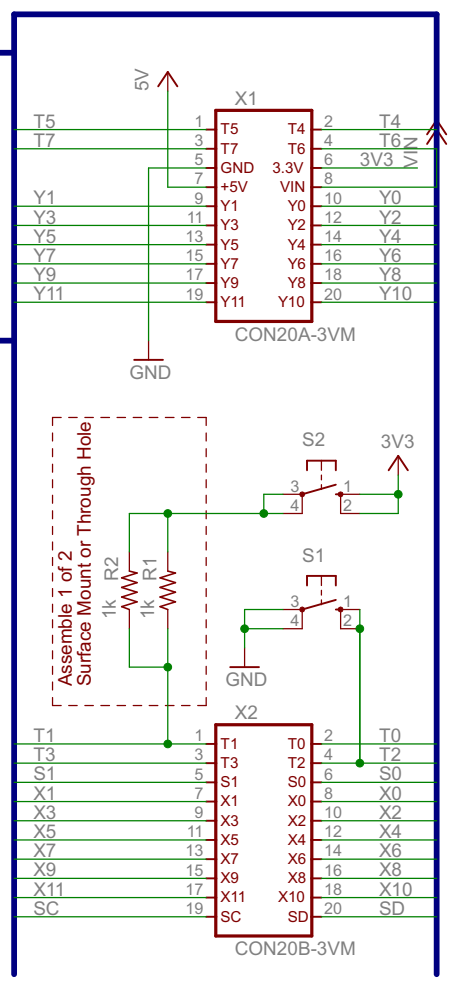 5V
X1
T5 1 T5 T4 2 T4
T7 3 T7 T6 4 T6
5 GND 3.3V 6 3V3 VIN
7 +5V VIN 8
Y1 9 Y1 Y0 10 Y0
Y3 11 Y3 Y2 12 Y2
Y5 13 Y5 Y4 14 Y4
Y7 15 Y7 Y6 16 Y6
Y9 17 Y9 Y8 18 Y8
Y11 19 Y11 Y10 20 Y10
CON20A-3VM
GND
Assemble 1 of 2
Surface Mount or Through Hole
R2
1k
R1
1k
S2
3V3
3 1
4 2
S1
3 1
4 2
GND
X2
T1 1 T1 T0 2 T0
T3 3 T3 T2 4 T2
S1 5 S1 S0 6 S0
X1 7 X1 X0 8 X0
X3 9 X3 X2 10 X2
X5 11 X5 X4 12 X4
X7 13 X7 X6 14 X6
X9 15 X9 X8 16 X8
X11 17 X11 X10 18 X10
SC 19 SC SD 20 SD
CON20B-3VM